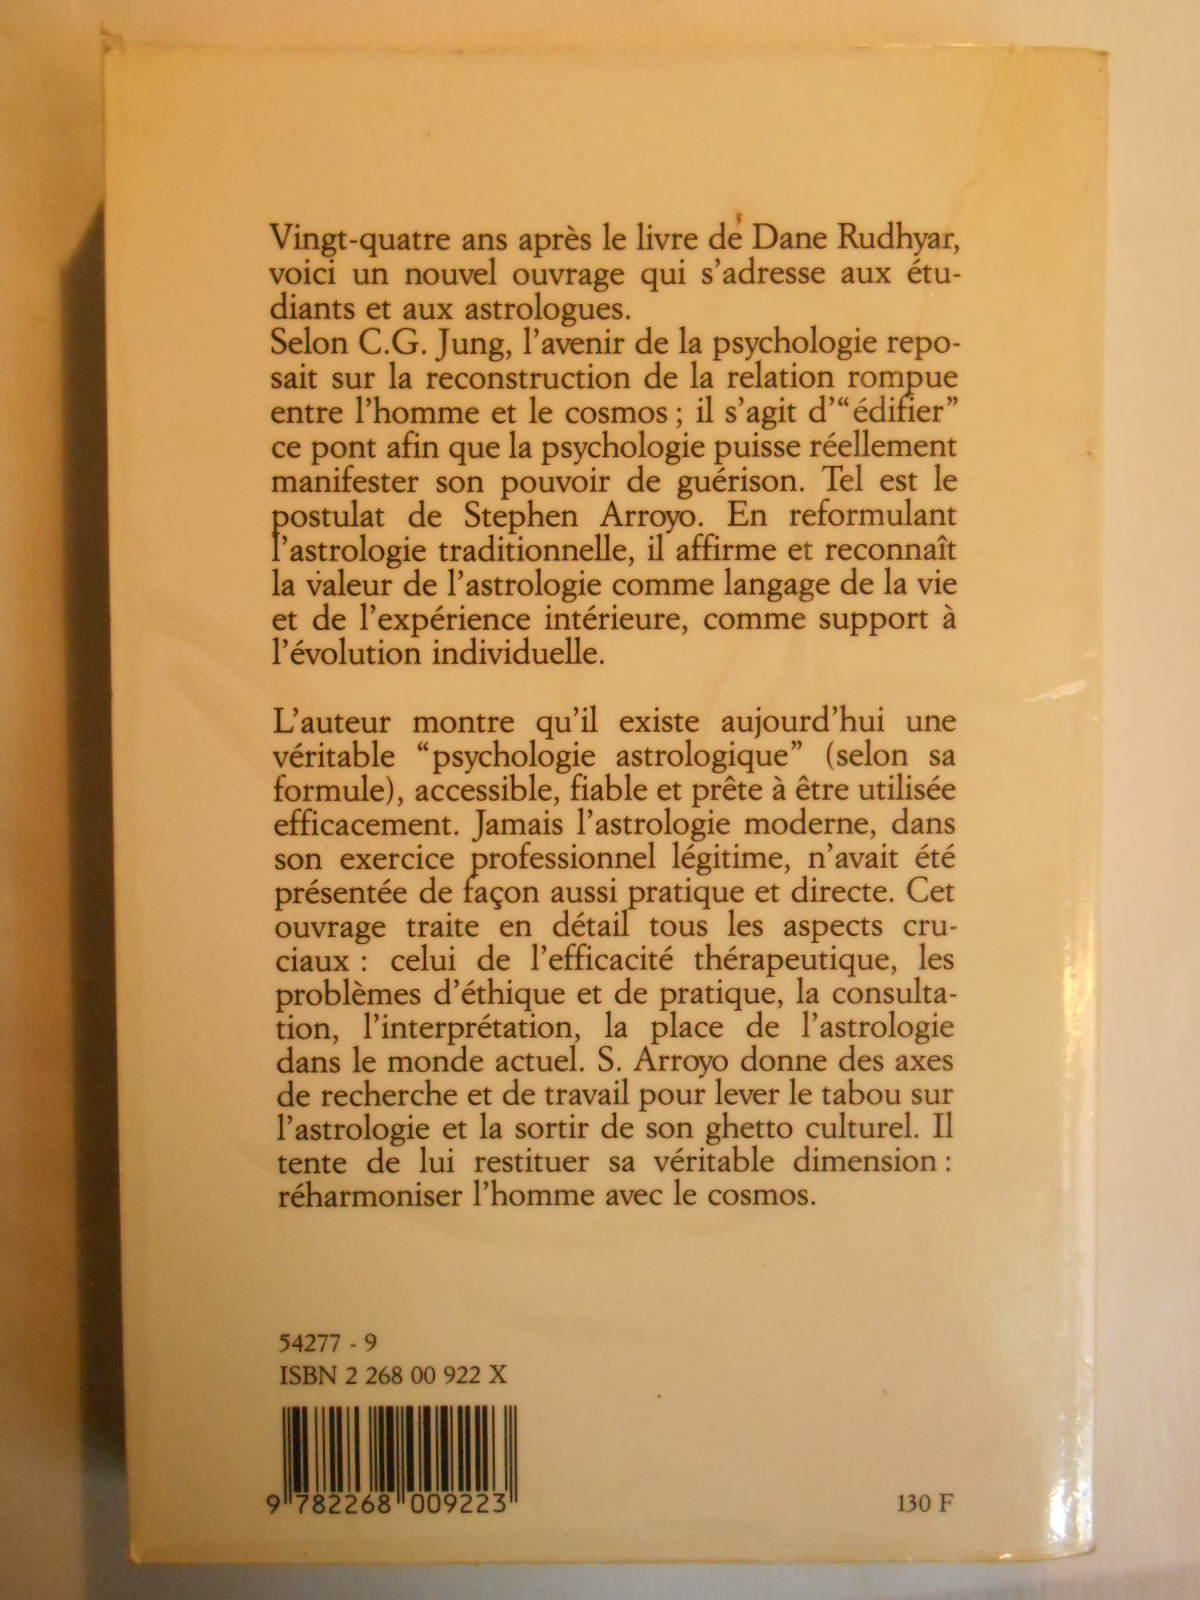 Vingt-quatre ans après le livre de Dane Rudhyar,
voici un nouvel ouvrage qui s'adresse aux étu-
diants et aux astrologues.
Selon C.G. Jung, l'avenir de la psychologie repo-
sait sur la reconstruction de la relation rompue
entre l'homme et le cosmos ; il s'agit d'“édifier”
ce pont afin que la psychologie puisse réellement
manifester son pouvoir de guérison. Tel est le
postulat de Stephen Arroyo. En reformulant
l'astrologie traditionnelle, il affirme et reconnaît
la valeur de l'astrologie comme langage de la vie
et de l'expérience intérieure, comme support à
l'évolution individuelle.
L'auteur montre qu'il existe aujourd'hui une
véritable “psychologie astrologique” (selon sa
formule), accessible, fiable et prête à être utilisée
efficacement. Jamais l'astrologie moderne, dans
son exercice professionnel légitime, n'avait été
présentée de façon aussi pratique et directe. Cet
ouvrage traite en détail tous les aspects cru-
ciaux : celui de l'efficacité thérapeutique, les
problèmes d'éthique et de pratique, la consulta-
tion, l'interprétation, la place de l'astrologie
dans le monde actuel. S. Arroyo donne des axes
de recherche et de travail pour lever le tabou sur
l'astrologie et la sortir de son ghetto culturel. Il
tente de lui restituer sa véritable dimension :
réharmoniser l'homme avec le cosmos.
54277 - 9
ISBN 2 268 00 922 X
9 782268 009223
130 F